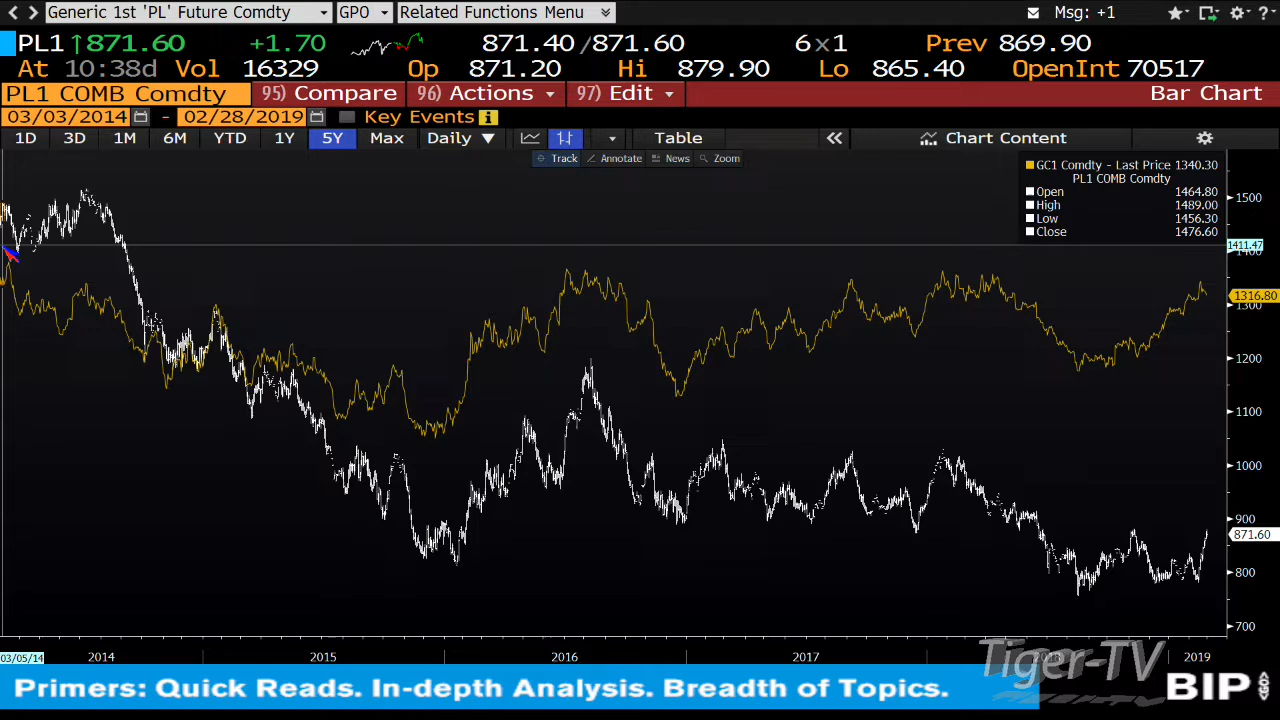 Generic 1st 'PL' Future Comdty GPO Related Functions Menu Msg: +1
PL1 ↑871.60 +1.70 871.40/871.60 6x1 Prev 869.90
At 10:38d Vol 16329 Op 871.20 Hi 879.90 Lo 865.40 OpenInt 70517
PL1 COMB Comdty 95) Compare 96) Actions 97) Edit Bar Chart
03/03/2014 - 02/28/2019 Key Events
1D 3D 1M 6M YTD 1Y 5Y Max Daily ▼ Table « Chart Content
Track Annotate News Zoom
GC1 Comdty - Last Price 1340.30
PL1 COMB Comdty
Open 1464.80
High 1489.00
Low 1456.30
Close 1476.60
1500
1411.47
1400
1316.80
1300
1200
1100
1000
900
871.60
800
700
03/05/14 2014 2015 2016 2017 2018 2019
Tiger-TV
Primers: Quick Reads. In-depth Analysis. Breadth of Topics.
BI P GO